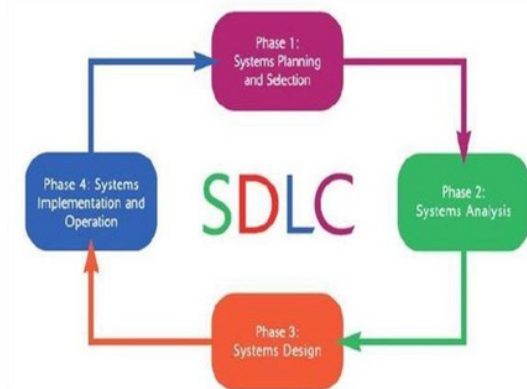 Phase 1:
Systems Planning
and Selection
Phase 4: Systems
Implementation and
Operation
SDLC
Phase 2:
Systems Analysis
Phase 3:
Systems Design